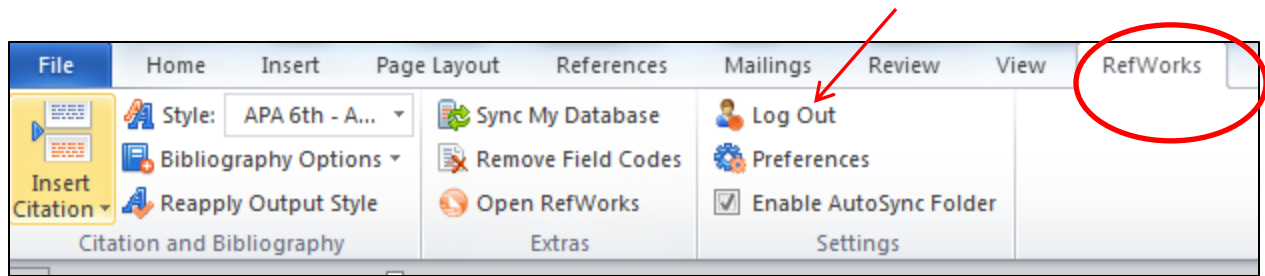 File Home Insert Page Layout References Mailings Review View RefWorks
Style: APA 6th - A... Sync My Database Log Out
Bibliography Options Remove Field Codes Preferences
Insert
Citation Reapply Output Style Open RefWorks Enable AutoSync Folder
Citation and Bibliography Extras Settings